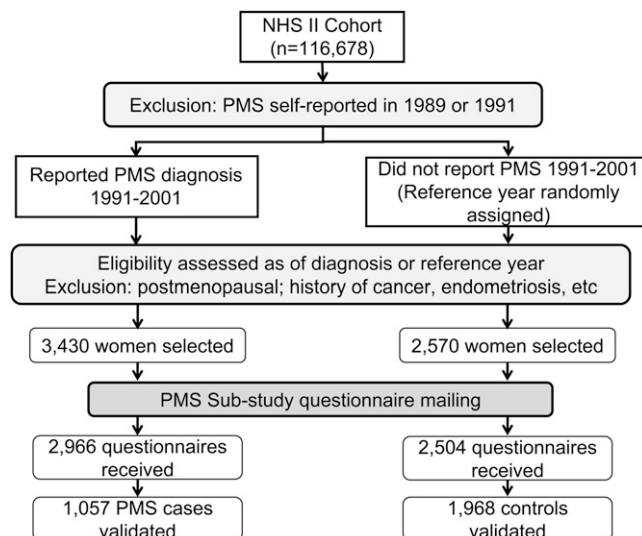 NHS II Cohort
(n=116,678)
Exclusion: PMS self-reported in 1989 or 1991
Reported PMS diagnosis
1991-2001
Did not report PMS 1991-2001
(Reference year randomly
assigned)
Eligibility assessed as of diagnosis or reference year
Exclusion: postmenopausal; history of cancer, endometriosis, etc
3,430 women selected
2,570 women selected
PMS Sub-study questionnaire mailing
2,966 questionnaires
received
2,504 questionnaires
received
1,057 PMS cases
validated
1,968 controls
validated